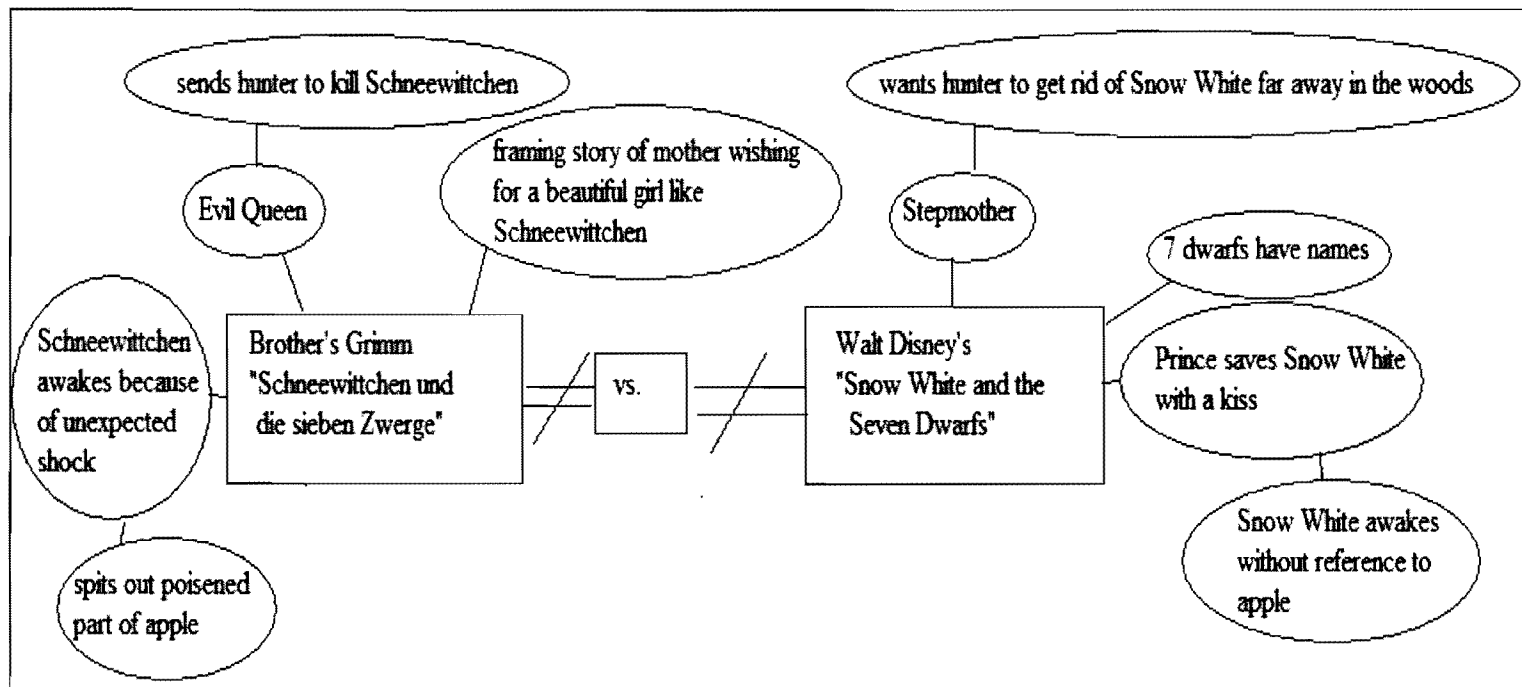 sends hunter to kill Schneewittchen
wants hunter to get rid of Snow White far away in the woods
framing story of mother wishing
for a beautiful girl like
Schneewittchen
Evil Queen
Stepmother
7 dwarfs have names
Schneewittchen
awakes because
of unexpected
shock
Brother's Grimm
"Schneewittchen und
die sieben Zwerge"
vs.
Walt Disney's
"Snow White and the
Seven Dwarfs"
Prince saves Snow White
with a kiss
spits out poisened
part of apple
Snow White awakes
without reference to
apple